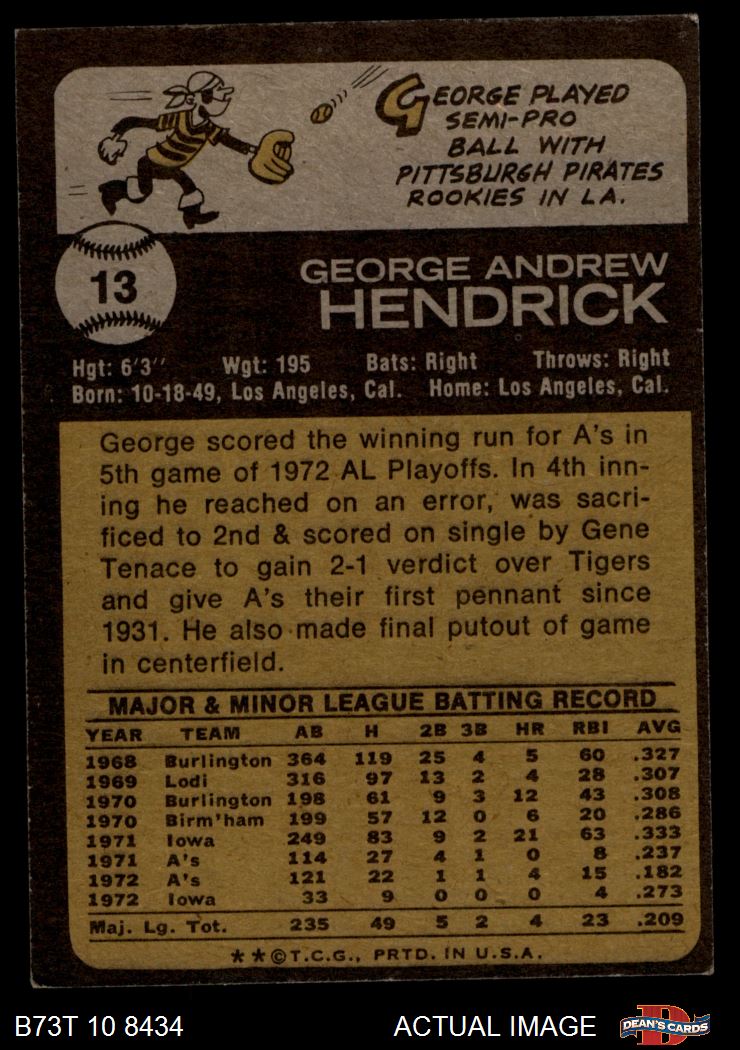 GEORGE PLAYED
SEMI-PRO
BALL WITH
PITTSBURGH PIRATES
ROOKIES IN LA.
13
GEORGE ANDREW
HENDRICK
Hgt: 6'3" Wgt: 195 Bats: Right Throws: Right
Born: 10-18-49, Los Angeles, Cal. Home: Los Angeles, Cal.
George scored the winning run for A's in
5th game of 1972 AL Playoffs. In 4th inn-
ing he reached on an error, was sacri-
ficed to 2nd & scored on single by Gene
Tenace to gain 2-1 verdict over Tigers
and give A's their first pennant since
1931. He also made final putout of game
in centerfield.
MAJOR & MINOR LEAGUE BATTING RECORD
YEAR TEAM AB H 2B 3B HR RBI AVG
1968 Burlington 364 119 25 4 5 60 .327
1969 Lodi 316 97 13 2 4 28 .307
1970 Burlington 198 61 9 3 12 43 .308
1970 Birm'ham 199 57 12 0 6 20 .286
1971 Iowa 249 83 9 2 21 63 .333
1971 A's 114 27 4 1 0 8 .237
1972 A's 121 22 1 1 4 15 .182
1972 Iowa 33 9 0 0 0 4 .273
Maj. Lg. Tot. 235 49 5 2 4 23 .209
**©T.C.G., PRTD. IN U.S.A.
B73T 10 8434 ACTUAL IMAGE DEAN'S CARDS